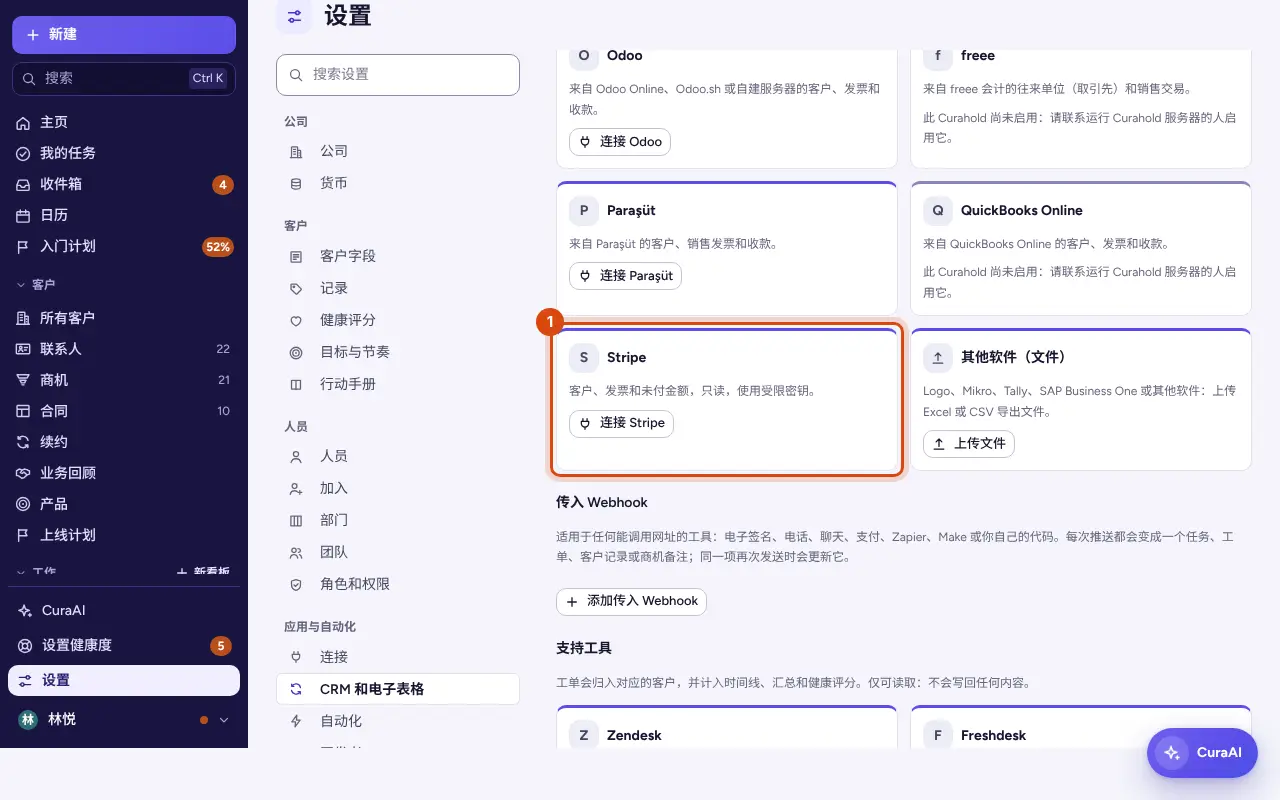 新建
搜索
Ctrl K
主页
我的任务
收件箱
4
日历
入门计划
52%
客户
所有客户
联系人
22
商机
21
合同
10
续约
业务回顾
产品
上线计划
工作
新看板
CuraAI
设置健康度
5
设置
林
林悦
设置
搜索设置
公司
公司
货币
客户
客户字段
记录
健康评分
目标与节奏
行动手册
人员
人员
加入
部门
团队
角色和权限
应用与自动化
连接
CRM 和电子表格
自动化
O
Odoo
来自 Odoo Online、Odoo.sh 或自建服务器的客户、发票和
收款。
连接 Odoo
f
freee
来自 freee 会计的往来单位（取引先）和销售交易。
此 Curahold 尚未启用：请联系运行 Curahold 服务器的人启
用它。
P
Paraşüt
来自 Paraşüt 的客户、销售发票和收款。
连接 Paraşüt
Q
QuickBooks Online
来自 QuickBooks Online 的客户、发票和收款。
此 Curahold 尚未启用：请联系运行 Curahold 服务器的人启
用它。
1
S
Stripe
客户、发票和未付金额，只读，使用受限密钥。
连接 Stripe
其他软件（文件）
Logo、Mikro、Tally、SAP Business One 或其他软件：上传
Excel 或 CSV 导出文件。
上传文件
传入 Webhook
适用于任何能调用网址的工具：电子签名、电话、聊天、支付、Zapier、Make 或你自己的代码。每次推送都会变成一个任务、工
单、客户记录或商机备注；同一项再次发送时会更新它。
添加传入 Webhook
支持工具
工单会归入对应的客户，并计入时间线、汇总和健康评分。仅可读取：不会写回任何内容。
Z
Zendesk
F
Freshdesk
CuraAI